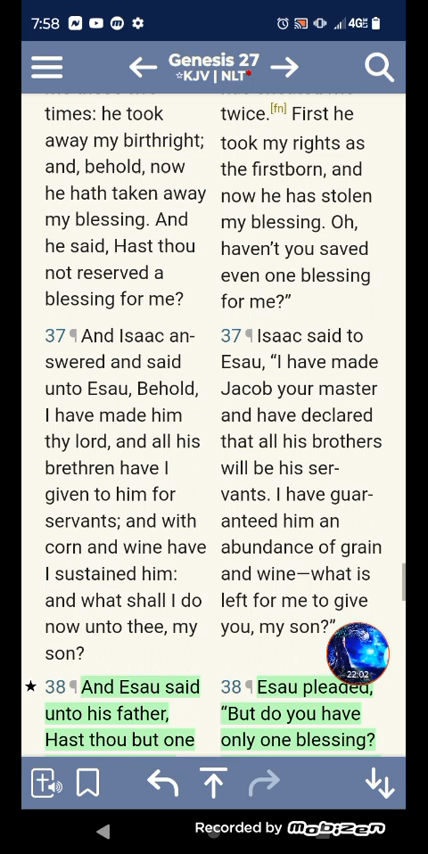 7:58 4G
Genesis 27
☆KJV | NLT*
times: he took
away my birthright;
and, behold, now
he hath taken away
my blessing. And
he said, Hast thou
not reserved a
blessing for me?
37 ¶ And Isaac an-
swered and said
unto Esau, Behold,
I have made him
thy lord, and all his
brethren have I
given to him for
servants; and with
corn and wine have
I sustained him:
and what shall I do
now unto thee, my
son?
★ 38 ¶ And Esau said
unto his father,
Hast thou but one
twice.[fn] First he
took my rights as
the firstborn, and
now he has stolen
my blessing. Oh,
haven’t you saved
even one blessing
for me?”
37 ¶ Isaac said to
Esau, “I have made
Jacob your master
and have declared
that all his brothers
will be his ser-
vants. I have guar-
anteed him an
abundance of grain
and wine—what is
left for me to give
you, my son?”
38 ¶ Esau pleaded,
“But do you have
only one blessing?
22:02
Recorded by Mobizen